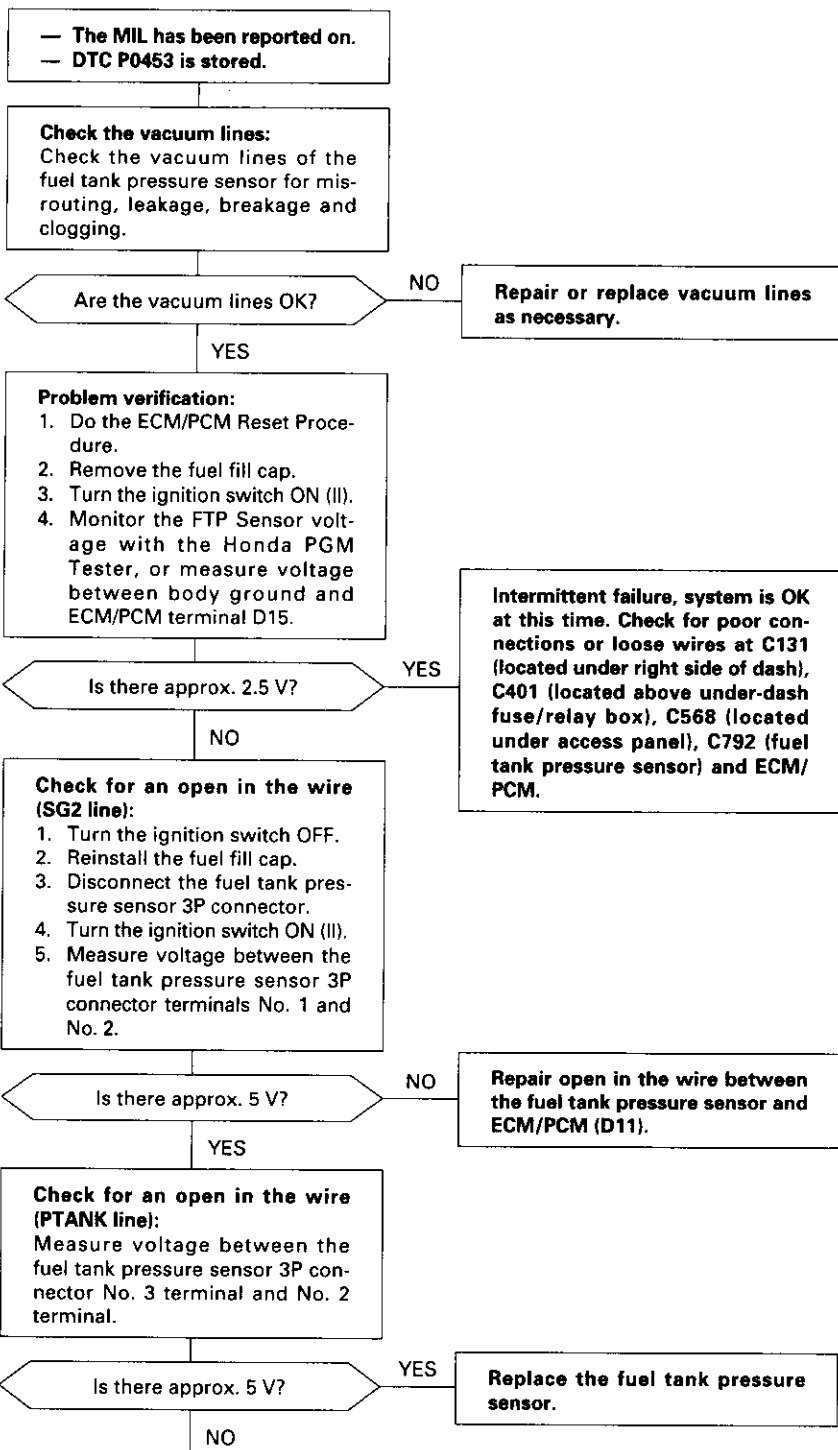 — The MIL has been reported on.
— DTC P0453 is stored.
Check the vacuum lines:
Check the vacuum lines of the
fuel tank pressure sensor for mis-
routing, leakage, breakage and
clogging.
Are the vacuum lines OK?
NO
Repair or replace vacuum lines
as necessary.
YES
Problem verification:
1. Do the ECM/PCM Reset Proce-
dure.
2. Remove the fuel fill cap.
3. Turn the ignition switch ON (II).
4. Monitor the FTP Sensor volt-
age with the Honda PGM
Tester, or measure voltage
between body ground and
ECM/PCM terminal D15.
Is there approx. 2.5 V?
YES
Intermittent failure, system is OK
at this time. Check for poor con-
nections or loose wires at C131
(located under right side of dash),
C401 (located above under-dash
fuse/relay box), C568 (located
under access panel), C792 (fuel
tank pressure sensor) and ECM/
PCM.
NO
Check for an open in the wire
(SG2 line):
1. Turn the ignition switch OFF.
2. Reinstall the fuel fill cap.
3. Disconnect the fuel tank pres-
sure sensor 3P connector.
4. Turn the ignition switch ON (II).
5. Measure voltage between the
fuel tank pressure sensor 3P
connector terminals No. 1 and
No. 2.
Is there approx. 5 V?
NO
Repair open in the wire between
the fuel tank pressure sensor and
ECM/PCM (D11).
YES
Check for an open in the wire
(PTANK line):
Measure voltage between the
fuel tank pressure sensor 3P con-
nector No. 3 terminal and No. 2
terminal.
Is there approx. 5 V?
YES
Replace the fuel tank pressure
sensor.
NO